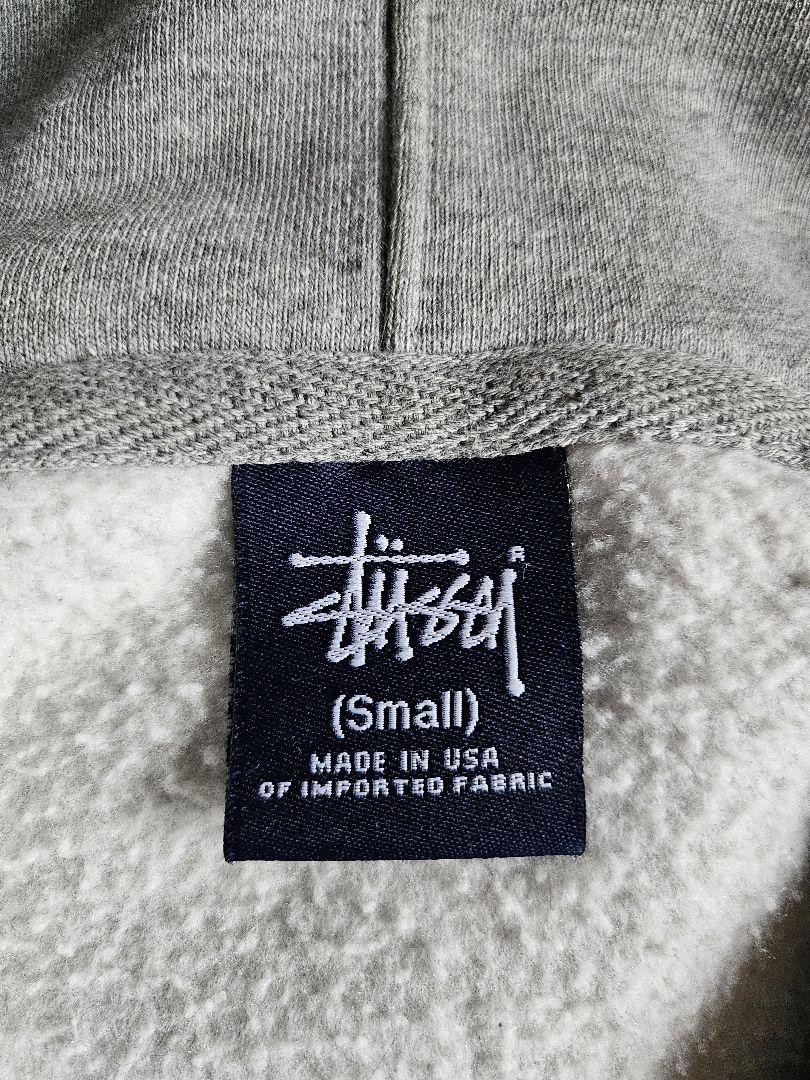 Stüssy
R
(Small)
MADE IN USA
OF IMPORTED FABRIC